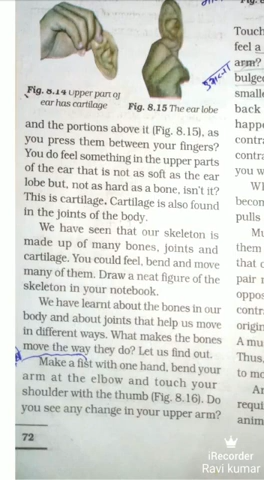 Fig. 8.14 Upper part of
ear has cartilage
Fig. 8.15 The ear lobe
and the portions above it (Fig. 8.15), as
you press them between your fingers?
You do feel something in the upper parts
of the ear that is not as soft as the ear
lobe but, not as hard as a bone, isn't it?
This is cartilage. Cartilage is also found
in the joints of the body.
We have seen that our skeleton is
made up of many bones, joints and
cartilage. You could feel, bend and move
many of them. Draw a neat figure of the
skeleton in your notebook.
We have learnt about the bones in our
body and about joints that help us move
in different ways. What makes the bones
move the way they do? Let us find out.
Make a fist with one hand, bend your
arm at the elbow and touch your
shoulder with the thumb (Fig. 8.16). Do
you see any change in your upper arm?
72
Touch
feel a
arm?
bulged
smalle
back
happe
contra
contra
you w
becon
pulls
Mu
them
that c
pair
oppos
contr
origin
A mu
Thus,
to mo
requi
anim
iRecorder
Ravi kumar